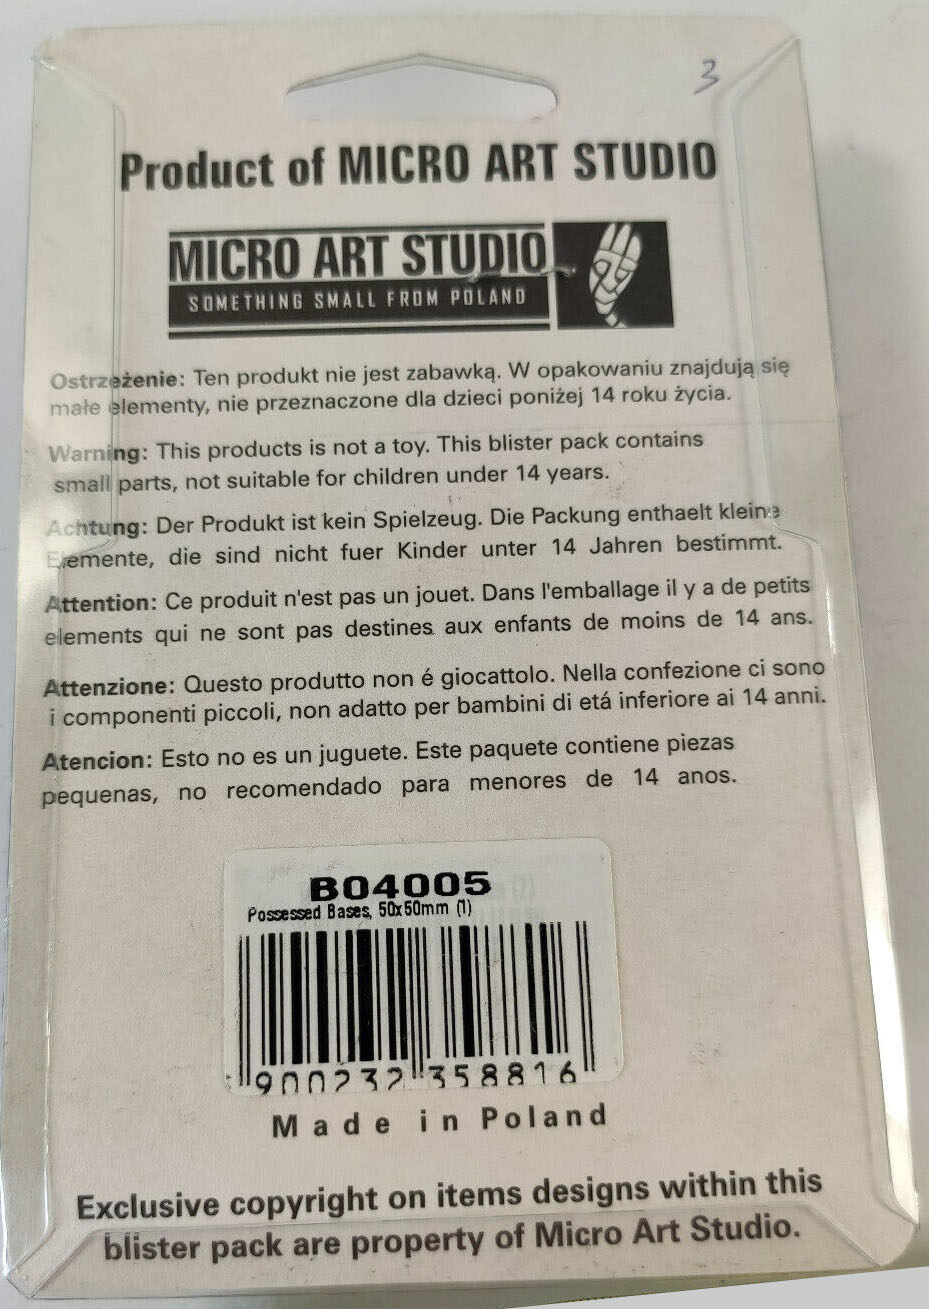 3
Product of MICRO ART STUDIO
MICRO ART STUDIO
SOMETHING SMALL FROM POLAND
Ostrzeżenie: Ten produkt nie jest zabawką. W opakowaniu znajdują się
małe elementy, nie przeznaczone dla dzieci poniżej 14 roku życia.
Warning: This products is not a toy. This blister pack contains
small parts, not suitable for children under 14 years.
Achtung: Der Produkt ist kein Spielzeug. Die Packung enthaelt kleine
Elemente, die sind nicht fuer Kinder unter 14 Jahren bestimmt.
Attention: Ce produit n'est pas un jouet. Dans l'emballage il y a de petits
elements qui ne sont pas destines aux enfants de moins de 14 ans.
Attenzione: Questo produtto non é giocattolo. Nella confezione ci sono
i componenti piccoli, non adatto per bambini di etá inferiore ai 14 anni.
Atencion: Esto no es un juguete. Este paquete contiene piezas
pequenas, no recomendado para menores de 14 anos.
B04005
Possessed Bases, 50x50mm (1)
900232 358816
Made in Poland
Exclusive copyright on items designs within this
blister pack are property of Micro Art Studio.